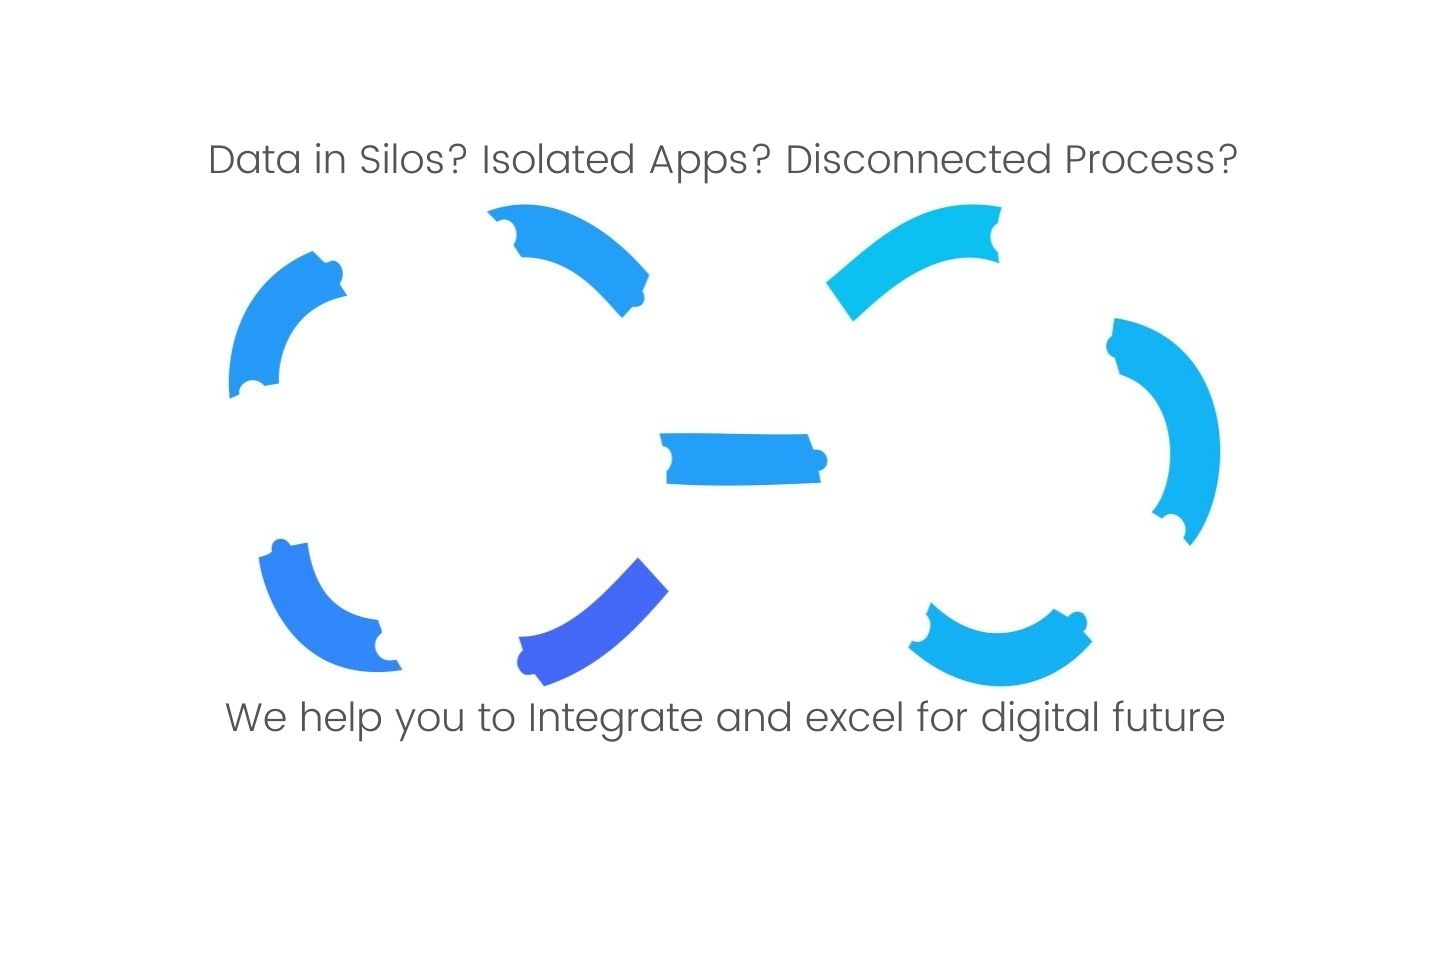 Data in Silos? Isolated Apps? Disconnected Process?
We help you to Integrate and excel for digital future